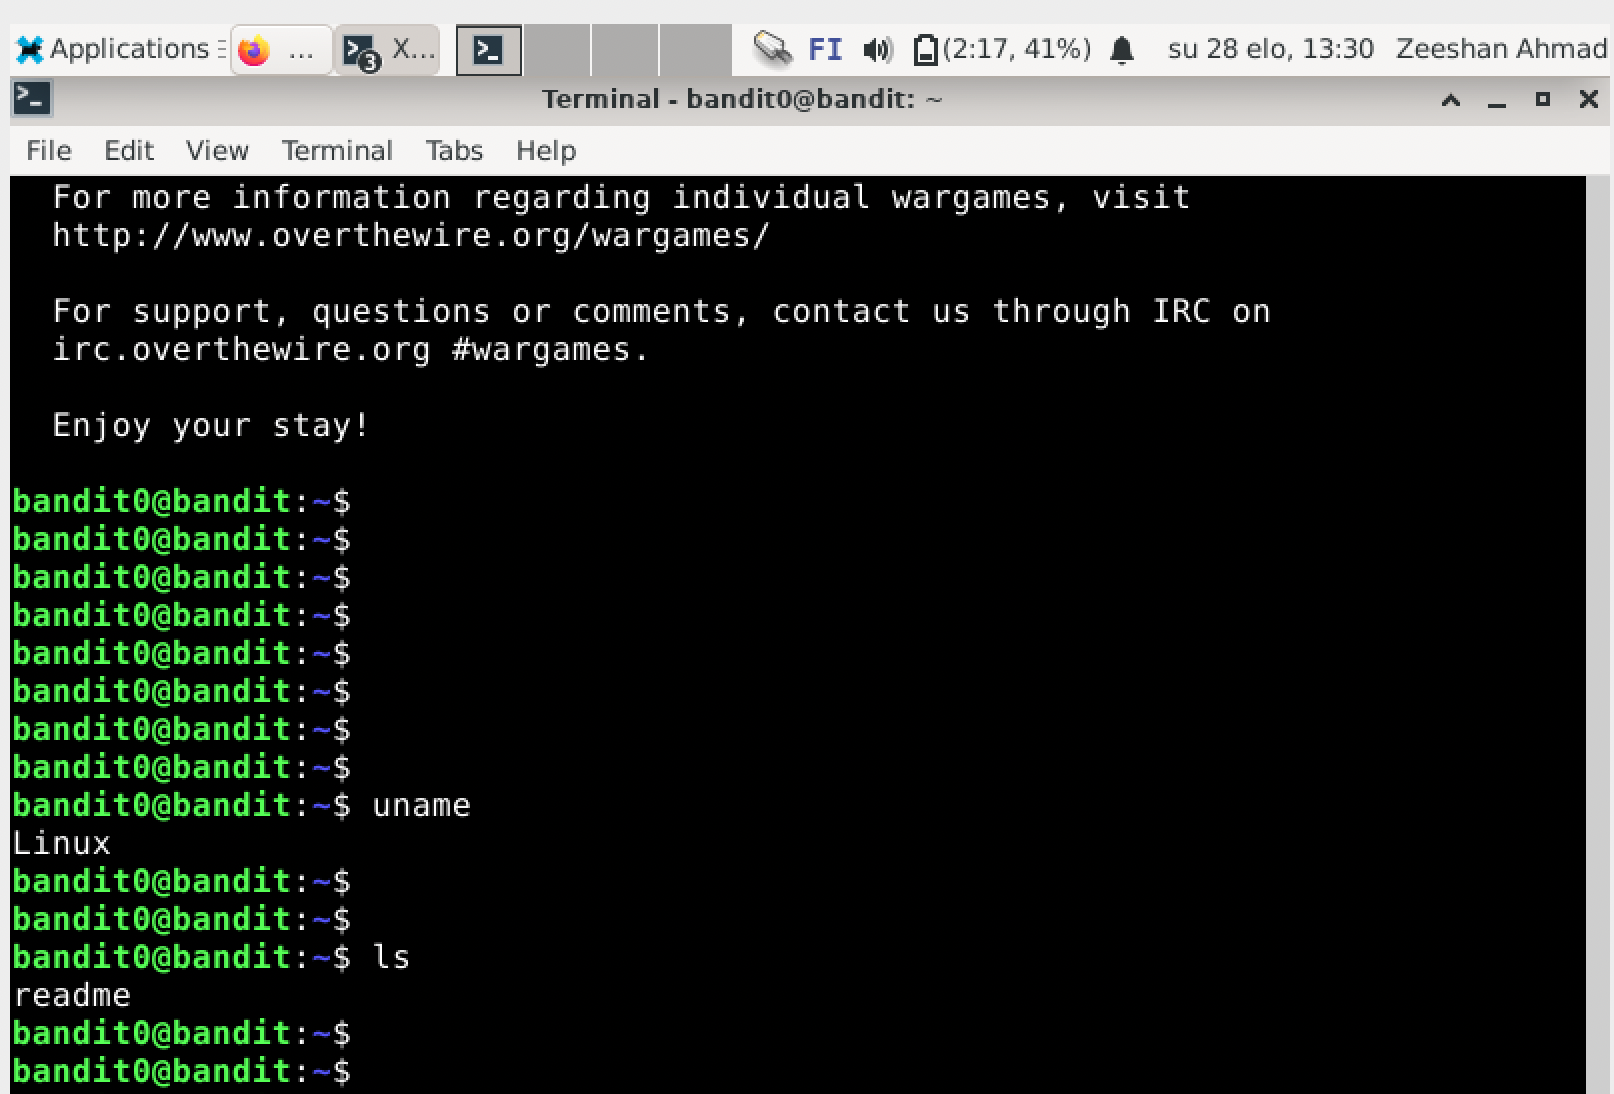 Applications ... 3 X... FI (2:17, 41%) su 28 elo, 13:30 Zeeshan Ahmad
Terminal - bandit0@bandit: ~
File Edit View Terminal Tabs Help
For more information regarding individual wargames, visit
http://www.overthewire.org/wargames/
For support, questions or comments, contact us through IRC on
irc.overthewire.org #wargames.
Enjoy your stay!
bandit0@bandit:~$
bandit0@bandit:~$
bandit0@bandit:~$
bandit0@bandit:~$
bandit0@bandit:~$
bandit0@bandit:~$
bandit0@bandit:~$
bandit0@bandit:~$
bandit0@bandit:~$ uname
Linux
bandit0@bandit:~$
bandit0@bandit:~$
bandit0@bandit:~$ ls
readme
bandit0@bandit:~$
bandit0@bandit:~$